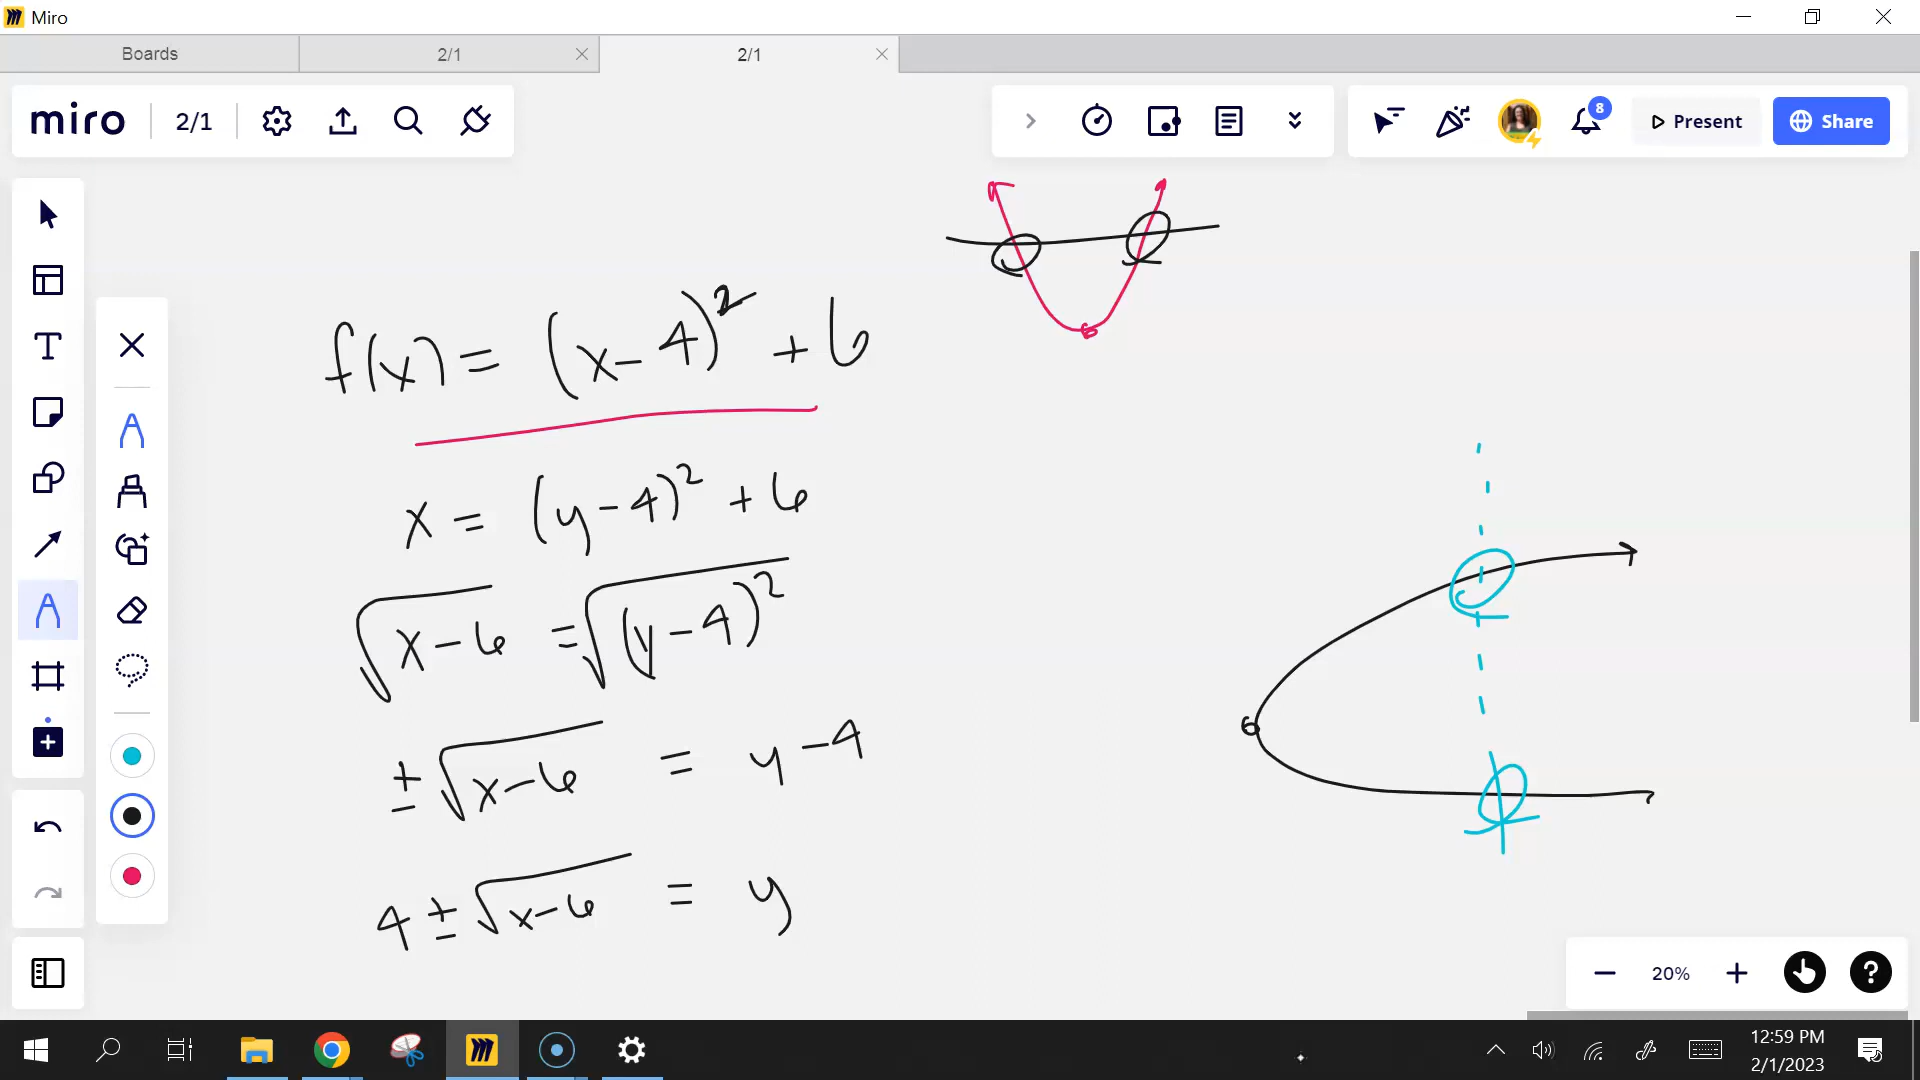 Miro
Boards
2/1
2/1
miro
2/1
8
Present
Share
f(x) = (x-4)² + 6
x = (y-4)² + 6
√x-6 = √(y-4)²
± √x-6 = y-4
4 ± √x-6 = y
20%
12:59 PM
2/1/2023